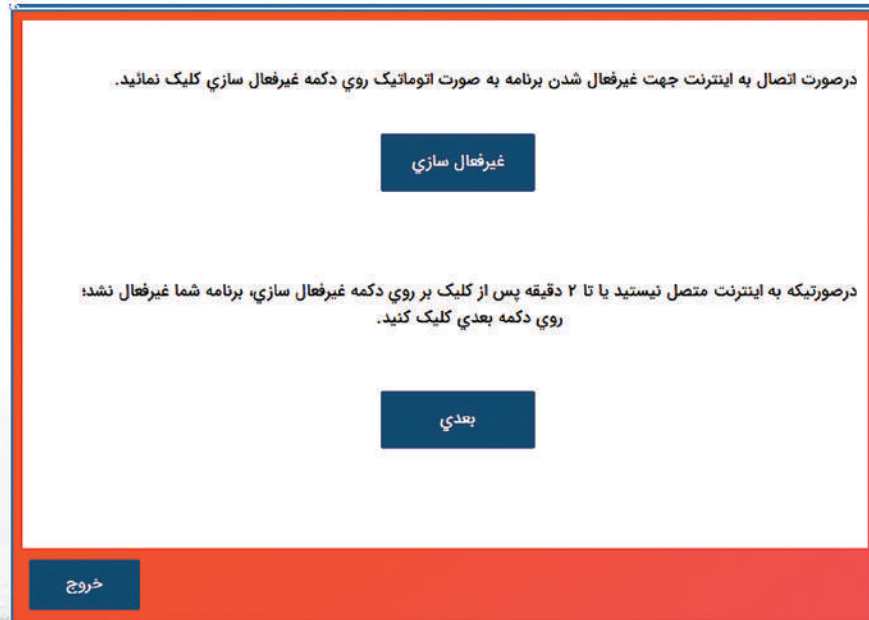 درصورت اتصال به اینترنت جهت غیرفعال شدن برنامه به صورت اتوماتیک روي دکمه غیرفعال سازي کلیک نمائید.
غیرفعال سازي
درصورتیکه به اینترنت متصل نیستید یا تا ۲ دقیقه پس از کلیک بر روي دکمه غیرفعال سازي، برنامه شما غیرفعال نشد؛
روي دکمه بعدي کلیک کنید.
بعدي
خروج